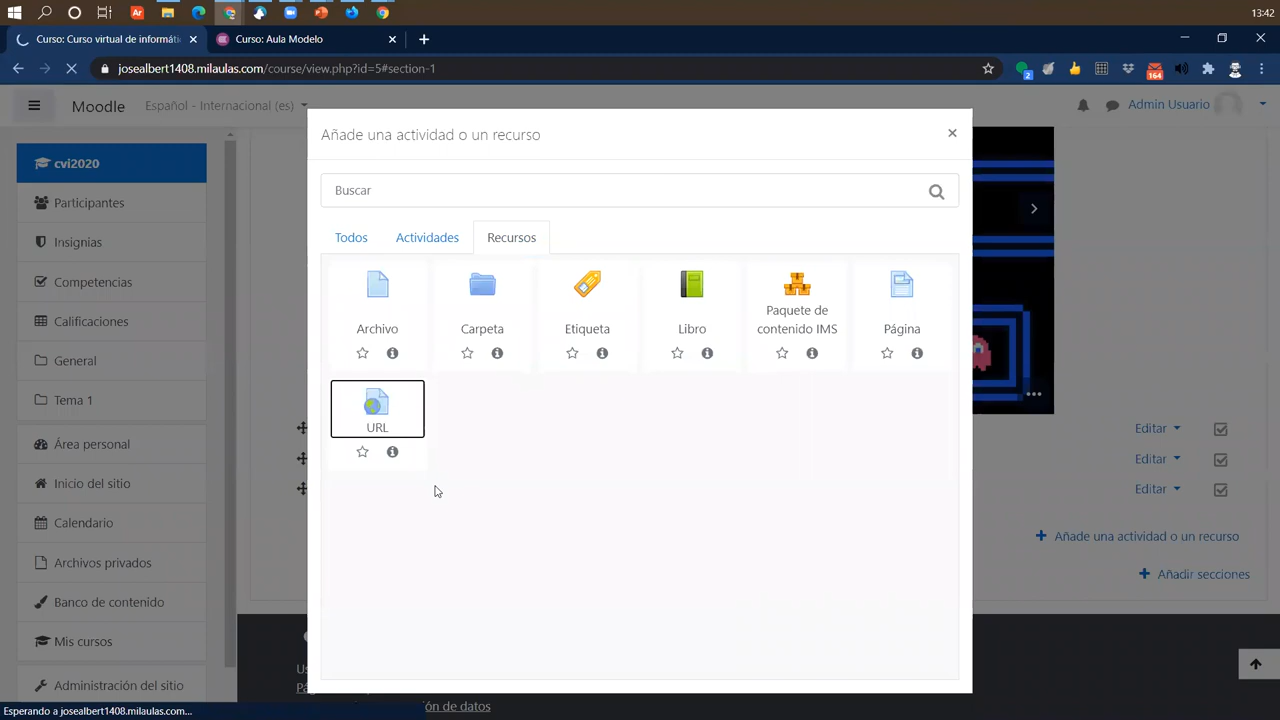 13:42
Curso: Curso virtual de informáti
Curso: Aula Modelo
josealbert1408.milaulas.com/course/view.php?id=5#section-1
2
164
Moodle
Español - Internacional (es)
Admin Usuario
cvi2020
Participantes
Insignias
Competencias
Calificaciones
General
Tema 1
Área personal
Inicio del sitio
Calendario
Archivos privados
Banco de contenido
Mis cursos
Administración del sitio
Añade una actividad o un recurso
Buscar
Todos
Actividades
Recursos
Archivo
Carpeta
Etiqueta
Libro
Paquete de
contenido IMS
Página
URL
Editar
Editar
Editar
Añade una actividad o un recurso
Añadir secciones
ión de datos
Esperando a josealbert1408.milaulas.com...